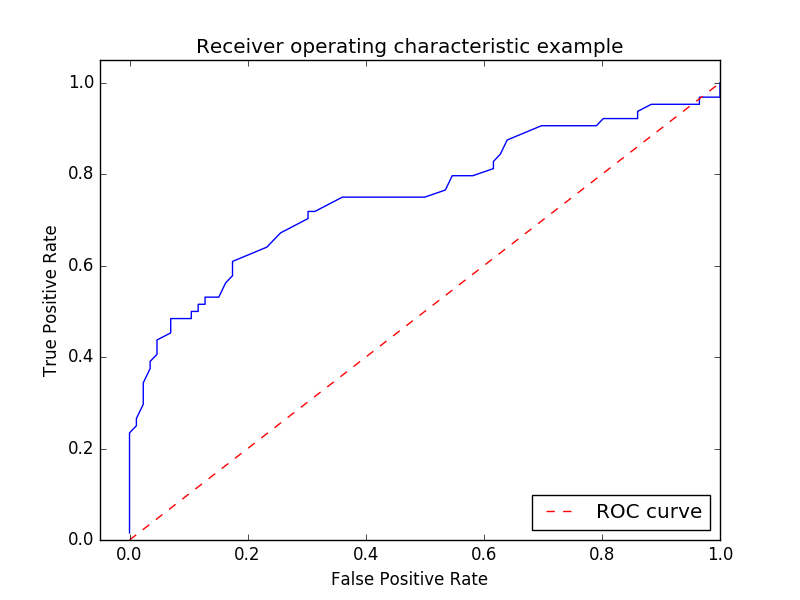 Receiver operating characteristic example
1.0
0.8
0.6
0.4
0.2
0.0
True Positive Rate
0.0 0.2 0.4 0.6 0.8 1.0
False Positive Rate
ROC curve